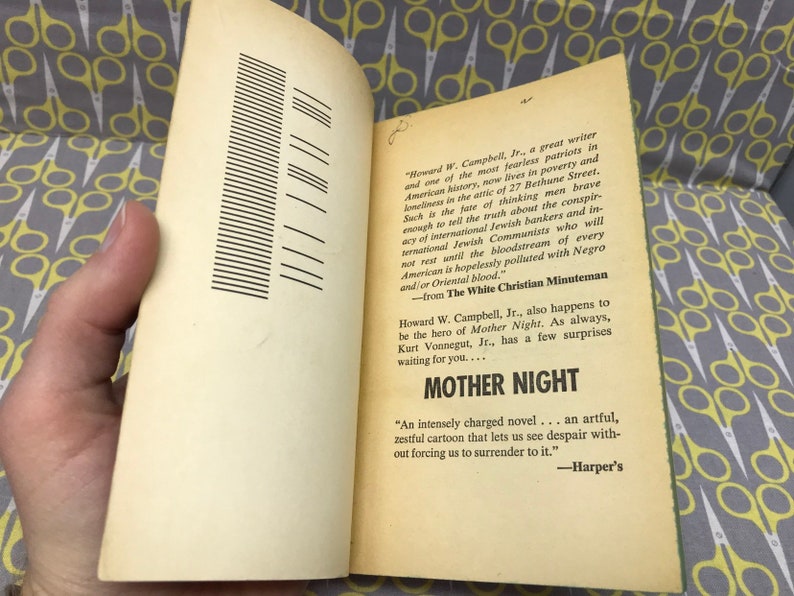 "Howard W. Campbell, Jr., a great writer
and one of the most fearless patriots in
American history, now lives in poverty and
loneliness in the attic of 27 Bethune Street.
Such is the fate of thinking men brave
enough to tell the truth about the conspir-
acy of international Jewish bankers and in-
ternational Jewish Communists who will
not rest until the bloodstream of every
American is hopelessly polluted with Negro
and/or Oriental blood."
—from The White Christian Minuteman
Howard W. Campbell, Jr., also happens to
be the hero of Mother Night. As always,
Kurt Vonnegut, Jr., has a few surprises
waiting for you. . . .
MOTHER NIGHT
"An intensely charged novel . . . an artful,
zestful cartoon that lets us see despair with-
out forcing us to surrender to it."
—Harper's